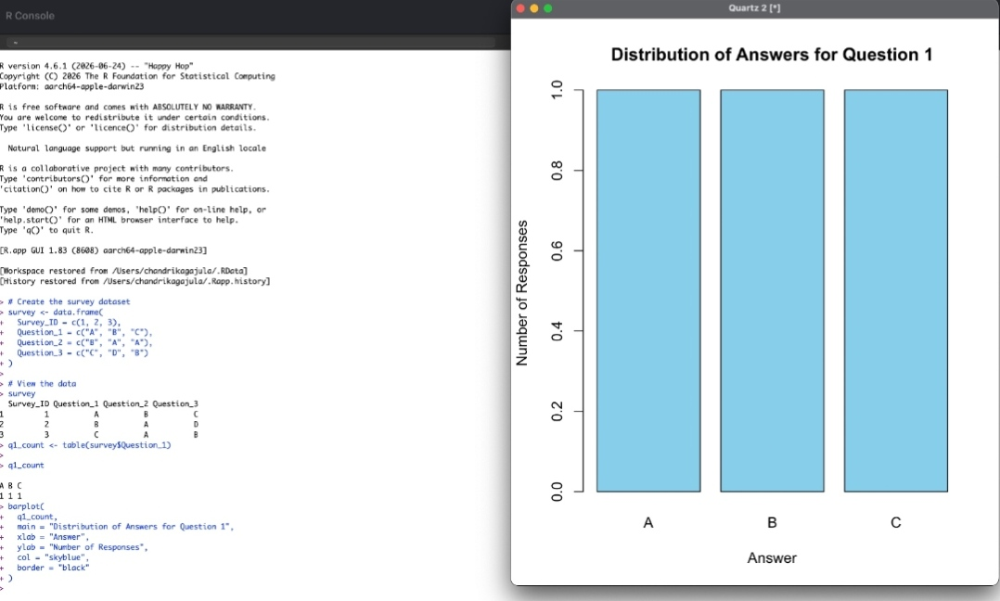 R Console
~
R version 4.6.1 (2026-06-24) -- "Happy Hop"
Copyright (C) 2026 The R Foundation for Statistical Computing
Platform: aarch64-apple-darwin23
R is free software and comes with ABSOLUTELY NO WARRANTY.
You are welcome to redistribute it under certain conditions.
Type 'license()' or 'licence()' for distribution details.
Natural language support but running in an English locale
R is a collaborative project with many contributors.
Type 'contributors()' for more information and
'citation()' on how to cite R or R packages in publications.
Type 'demo()' for some demos, 'help()' for on-line help, or
'help.start()' for an HTML browser interface to help.
Type 'q()' to quit R.
[R.app GUI 1.83 (8608) aarch64-apple-darwin23]
[Workspace restored from /Users/chandrikagajula/.RData]
[History restored from /Users/chandrikagajula/.Rapp.history]
> # Create the survey dataset
> survey <- data.frame(
+   Survey_ID = c(1, 2, 3),
+   Question_1 = c("A", "B", "C"),
+   Question_2 = c("B", "A", "A"),
+   Question_3 = c("C", "D", "B")
+ )
>
> # View the data
> survey
  Survey_ID Question_1 Question_2 Question_3
1         1          A          B          C
2         2          B          A          D
3         3          C          A          B
> q1_count <- table(survey$Question_1)
>
> q1_count
A B C
1 1 1
> barplot(
+   q1_count,
+   main = "Distribution of Answers for Question 1",
+   xlab = "Answer",
+   ylab = "Number of Responses",
+   col = "skyblue",
+   border = "black"
+ )
>
Quartz 2 [*]
Distribution of Answers for Question 1
Number of Responses
1.0
0.8
0.6
0.4
0.2
0.0
A B C
Answer